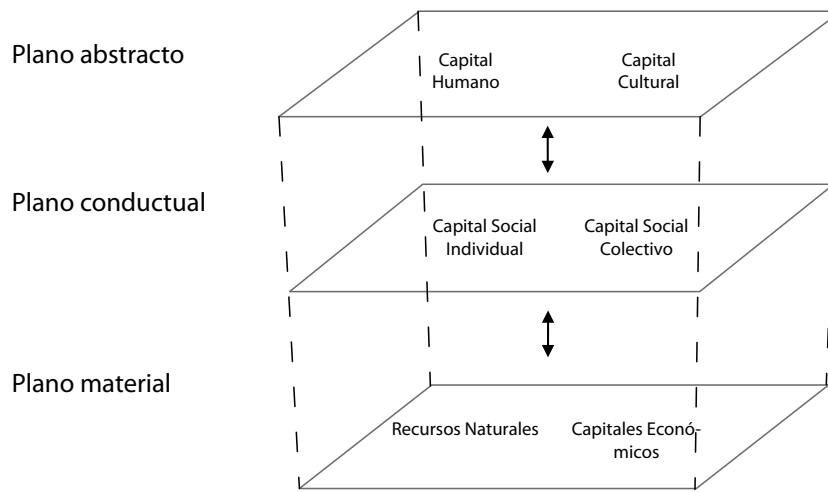 Plano abstracto
Capital
Humano
Capital
Cultural
Plano conductual
Capital Social
Individual
Capital Social
Colectivo
Plano material
Recursos Naturales
Capitales Econó-
micos